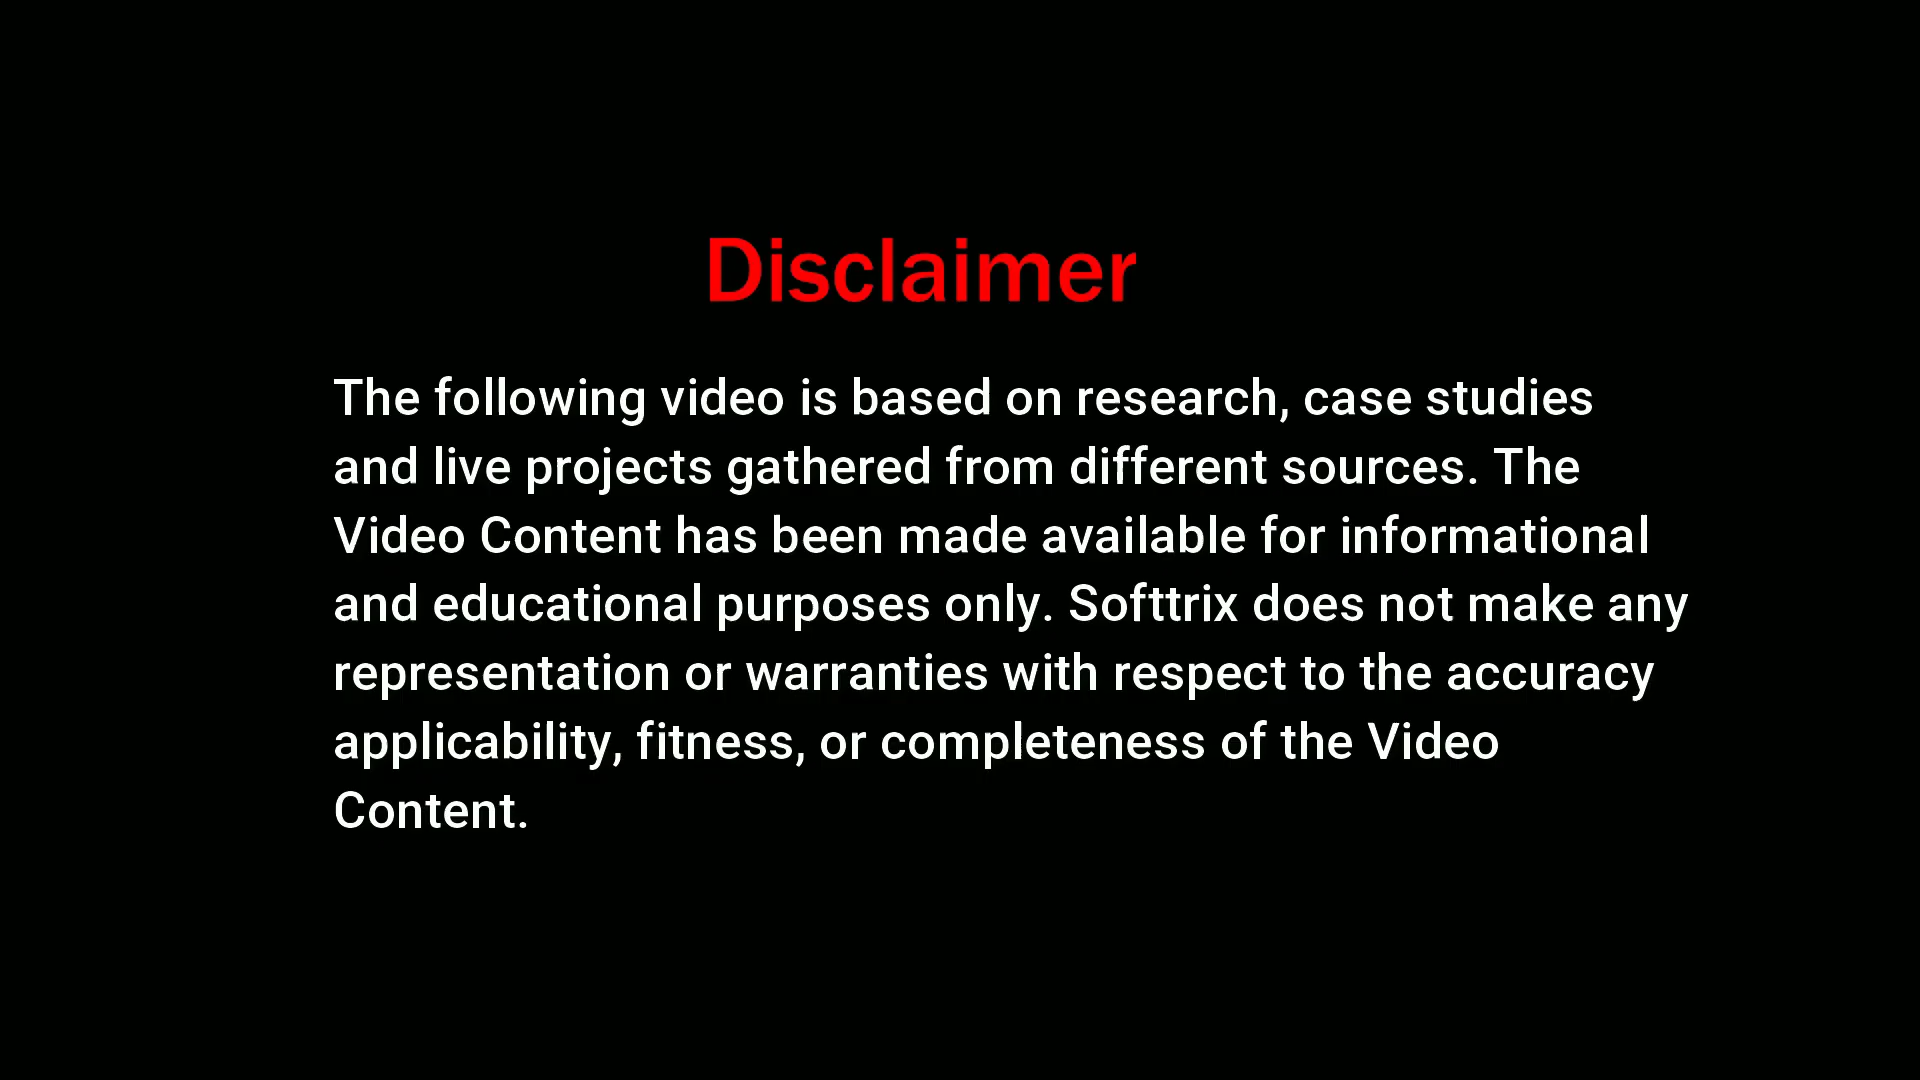 Disclaimer
The following video is based on research, case studies
and live projects gathered from different sources. The
Video Content has been made available for informational
and educational purposes only. Softtrix does not make any
representation or warranties with respect to the accuracy
applicability, fitness, or completeness of the Video
Content.